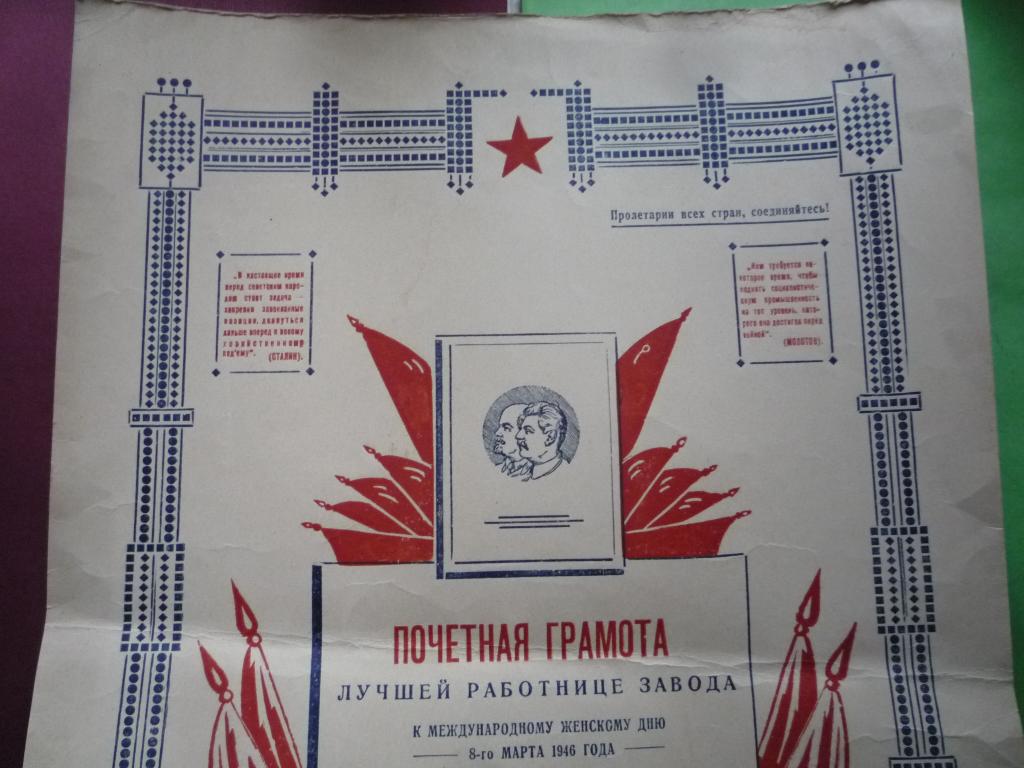 Пролетарии всех стран, соединяйтесь!
„В настоящее время
перед советским наро-
дом стоит задача —
закрепив завоеванные
позиции, двинуться
дальше вперед к новому
хозяйственному
под'ему".
(СТАЛИН).
„Нам требуется не-
которое время, чтобы
поднять социалистиче-
скую промышленность
на тот уровень, кото-
рого она достигла перед
войной".
(МОЛОТОВ).
ПОЧЕТНАЯ ГРАМОТА
ЛУЧШЕЙ РАБОТНИЦЕ ЗАВОДА
К МЕЖДУНАРОДНОМУ ЖЕНСКОМУ ДНЮ
8-го МАРТА 1946 ГОДА